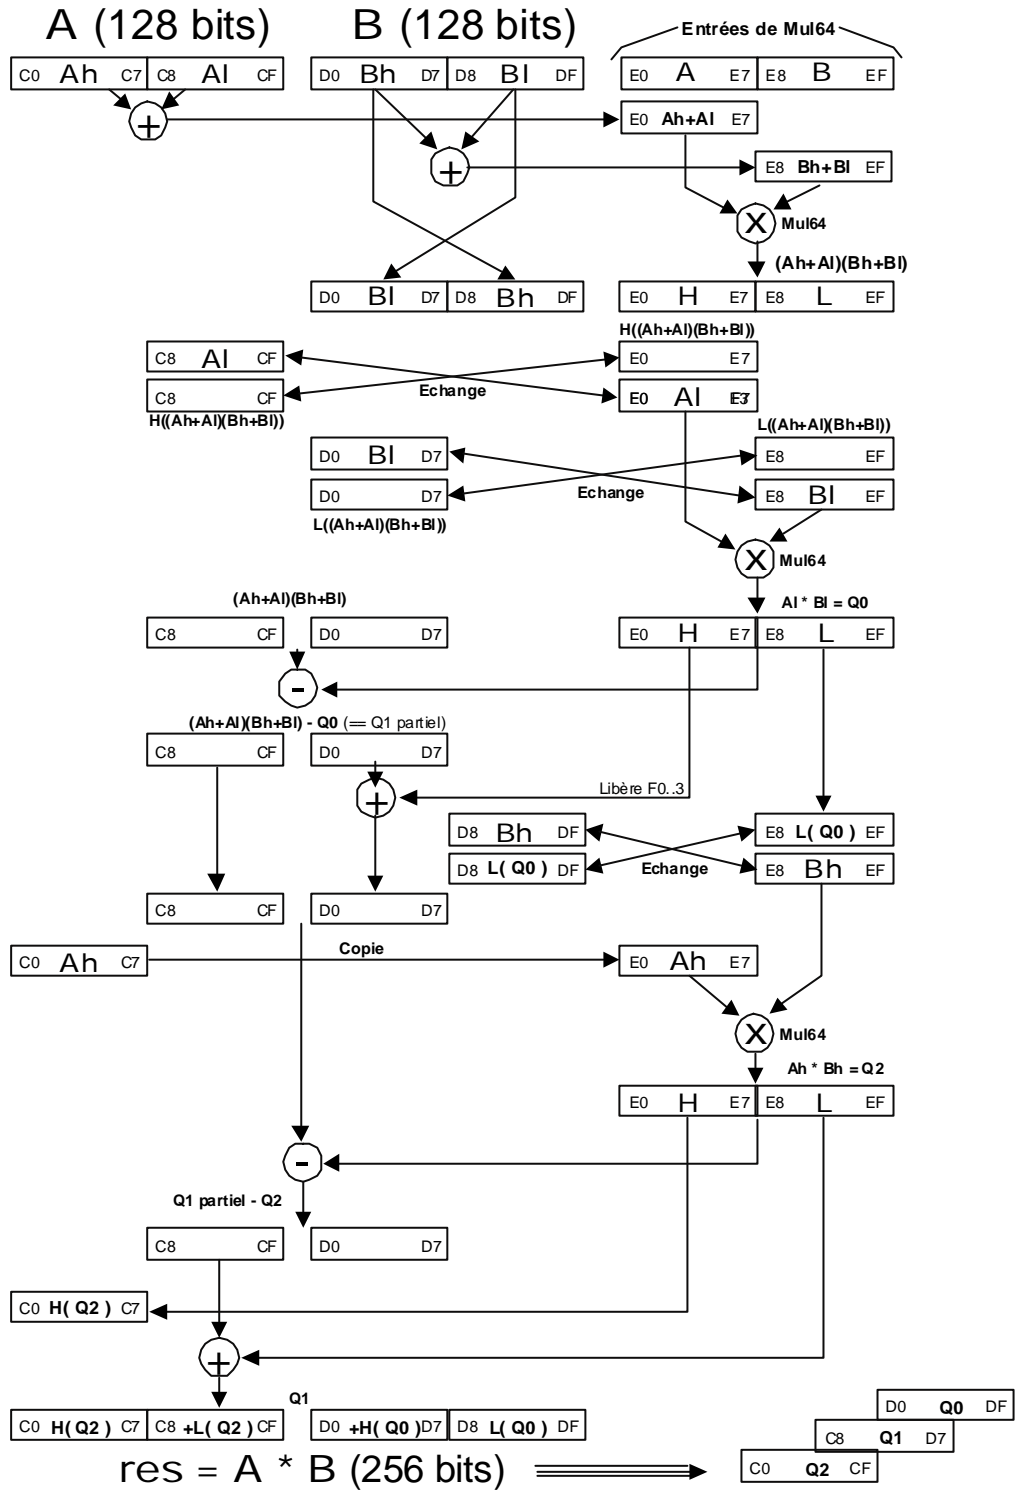 A (128 bits) B (128 bits) Entrées de Mul64
C0 Ah C7 C8 Al CF D0 Bh D7 D8 Bl DF E0 A E7 E8 B EF
+ E0 Ah+Al E7
+ E8 Bh+Bl EF
X Mul64
(Ah+Al)(Bh+Bl)
D0 Bl D7 D8 Bh DF E0 H E7 E8 L EF
H((Ah+Al)(Bh+Bl))
C8 Al CF E0 E7
C8 CF Echange E0 Al E7
H((Ah+Al)(Bh+Bl))
L((Ah+Al)(Bh+Bl))
D0 Bl D7 E8 EF
D0 D7 Echange E8 Bl EF
L((Ah+Al)(Bh+Bl))
X Mul64
(Ah+Al)(Bh+Bl) Al * Bl = Q0
C8 CF D0 D7 E0 H E7 E8 L EF
-
(Ah+Al)(Bh+Bl) - Q0 (== Q1 partiel)
C8 CF D0 D7
+ Libère F0..3
D8 Bh DF E8 L( Q0 ) EF
D8 L( Q0 ) DF Echange E8 Bh EF
C8 CF D0 D7
C0 Ah C7 Copie E0 Ah E7
X Mul64
Ah * Bh = Q2
E0 H E7 E8 L EF
-
Q1 partiel - Q2
C8 CF D0 D7
C0 H( Q2 ) C7
+
Q1
C0 H( Q2 ) C7 C8 +L( Q2 ) CF D0 +H( Q0 ) D7 D8 L( Q0 ) DF
D0 Q0 DF
C8 Q1 D7
C0 Q2 CF
res = A * B (256 bits)